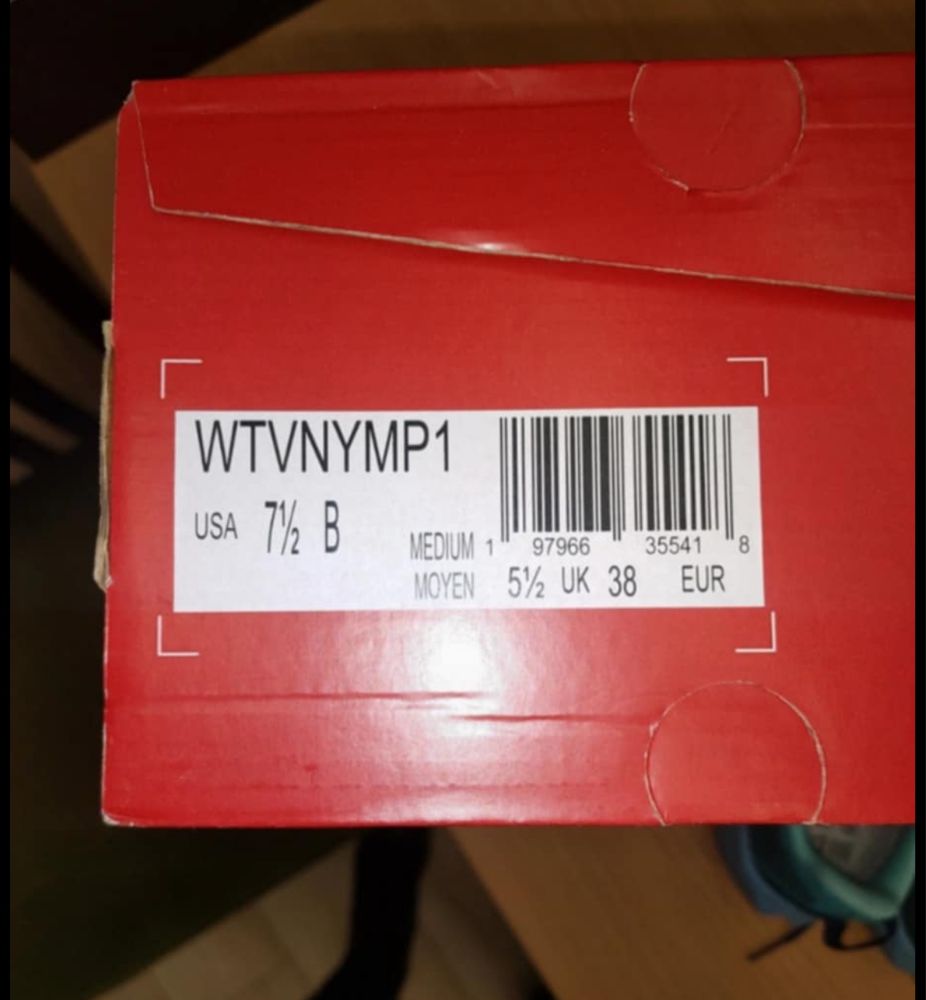 WTVNYMP1
USA 7½ B
MEDIUM 1 97966 35541 8
MOYEN 5½ UK 38 EUR